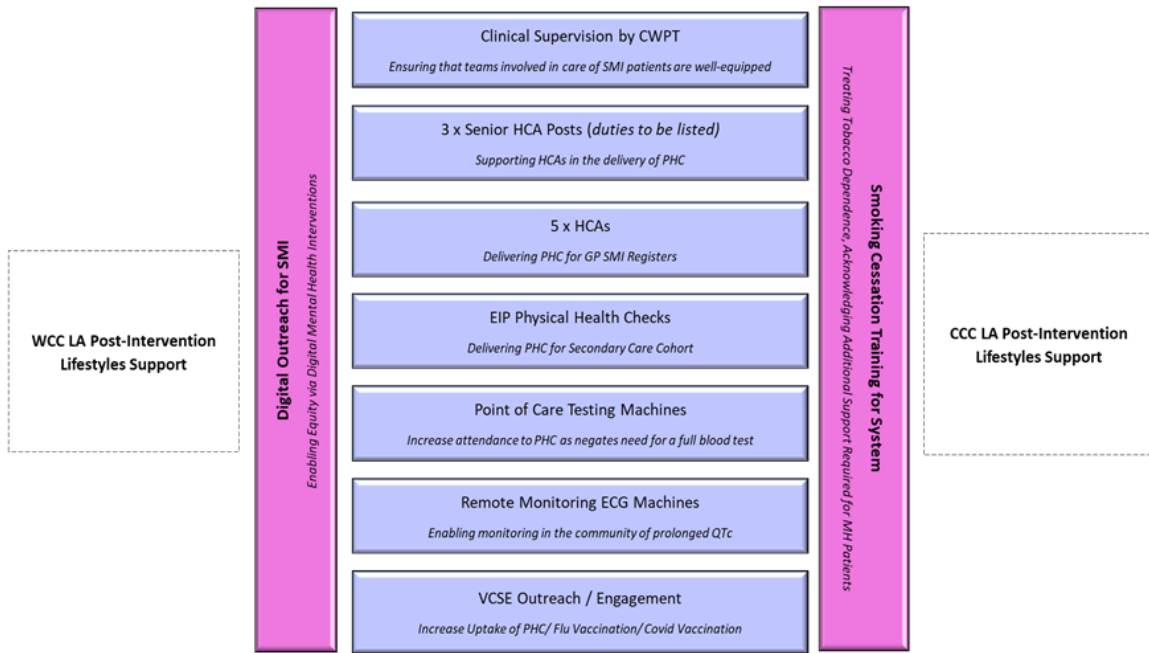 WCC LA Post-Intervention
Lifestyles Support
Digital Outreach for SMI
Enabling Equity via Digital Mental Health Interventions
Clinical Supervision by CWPT
Ensuring that teams involved in care of SMI patients are well-equipped
3 x Senior HCA Posts (duties to be listed)
Supporting HCAs in the delivery of PHC
5 x HCAs
Delivering PHC for GP SMI Registers
EIP Physical Health Checks
Delivering PHC for Secondary Care Cohort
Point of Care Testing Machines
Increase attendance to PHC as negates need for a full blood test
Remote Monitoring ECG Machines
Enabling monitoring in the community of prolonged QTc
VCSE Outreach / Engagement
Increase Uptake of PHC/ Flu Vaccination/ Covid Vaccination
Smoking Cessation Training for System
Treating Tobacco Dependence, Acknowledging Additional Support Required for MH Patients
CCC LA Post-Intervention
Lifestyles Support